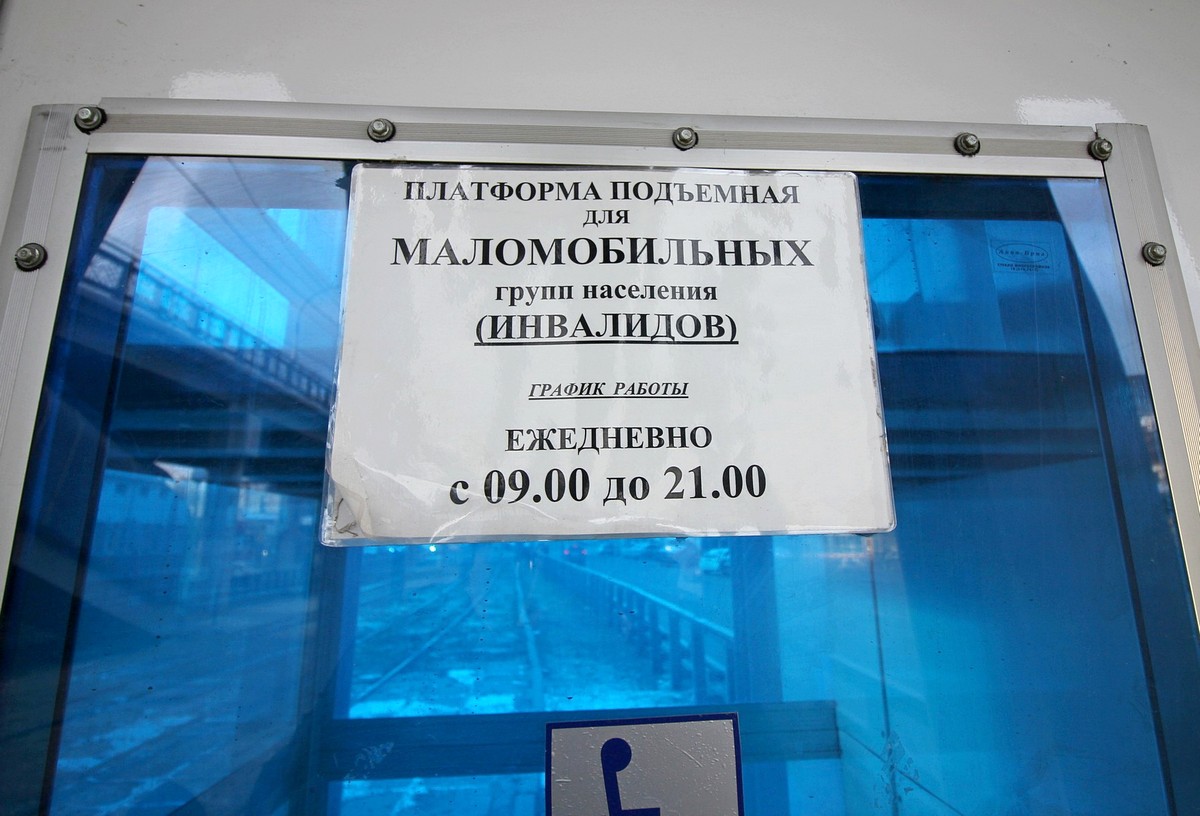 ПЛАТФОРМА ПОДЪЕМНАЯ
ДЛЯ
МАЛОМОБИЛЬНЫХ
групп населения
(ИНВАЛИДОВ)
ГРАФИК РАБОТЫ
ЕЖЕДНЕВНО
с 09.00 до 21.00